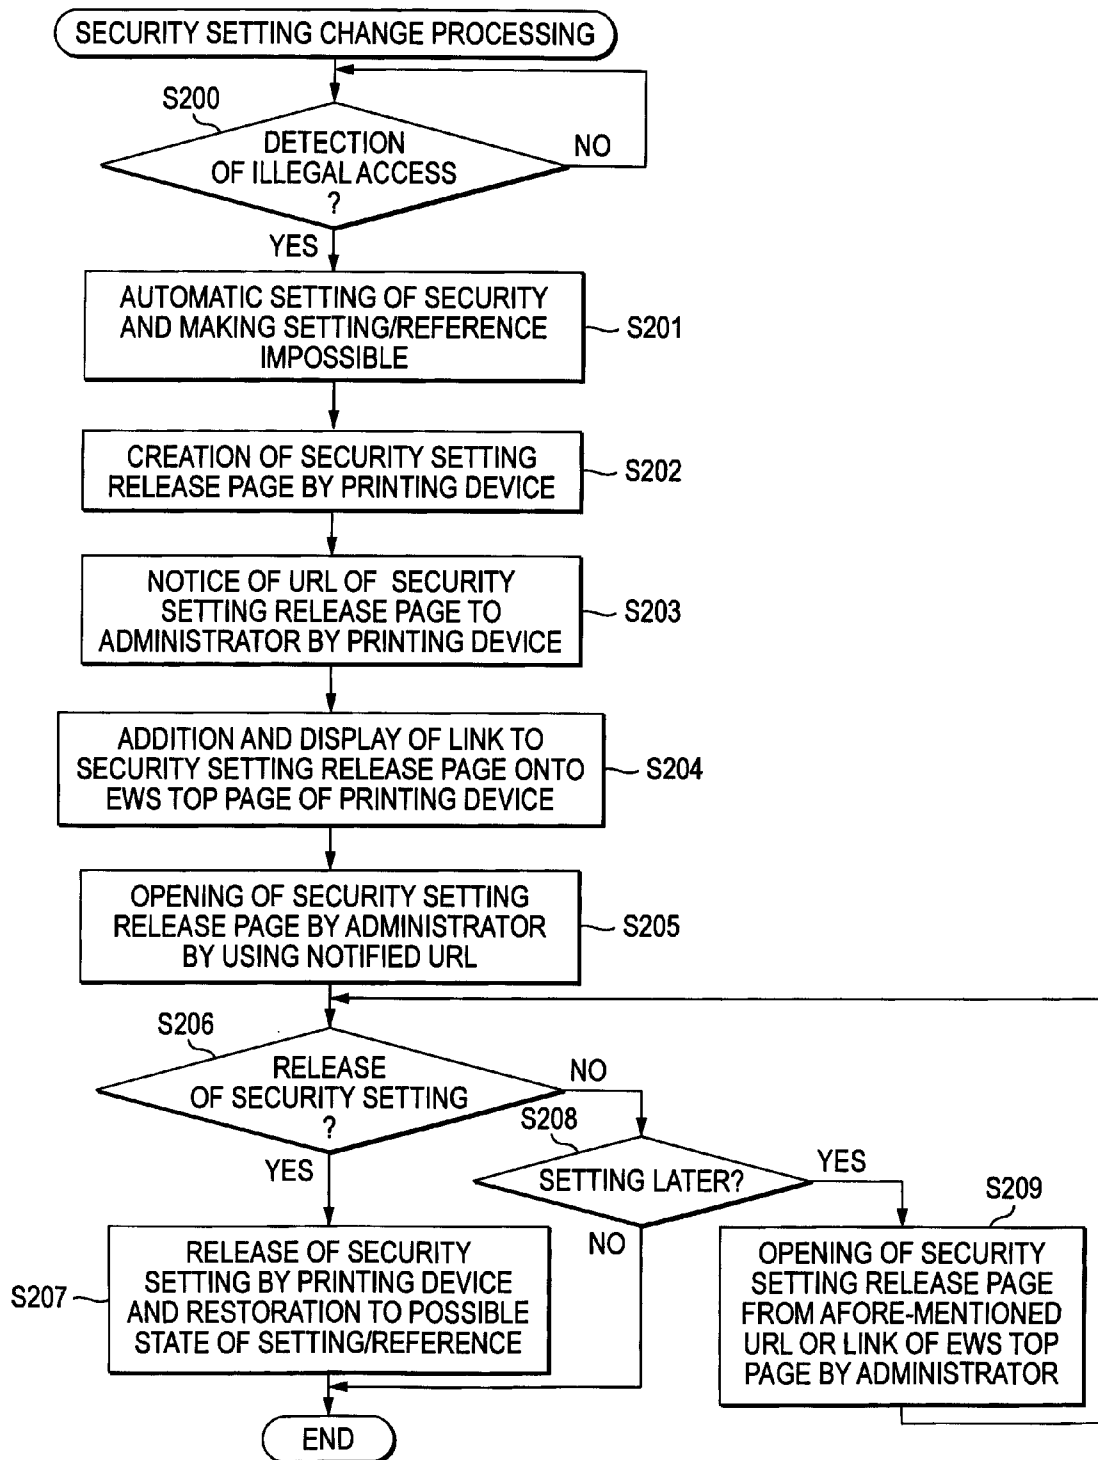 SECURITY SETTING CHANGE PROCESSING
S200
DETECTION
OF ILLEGAL ACCESS
?
NO
YES
AUTOMATIC SETTING OF SECURITY
AND MAKING SETTING/REFERENCE
IMPOSSIBLE
S201
CREATION OF SECURITY SETTING
RELEASE PAGE BY PRINTING DEVICE
S202
NOTICE OF URL OF SECURITY
SETTING RELEASE PAGE TO
ADMINISTRATOR BY PRINTING DEVICE
S203
ADDITION AND DISPLAY OF LINK TO
SECURITY SETTING RELEASE PAGE ONTO
EWS TOP PAGE OF PRINTING DEVICE
S204
OPENING OF SECURITY SETTING
RELEASE PAGE BY ADMINISTRATOR
BY USING NOTIFIED URL
S205
S206
RELEASE
OF SECURITY SETTING
?
NO
YES
S208
SETTING LATER?
YES
NO
S207
RELEASE OF SECURITY
SETTING BY PRINTING DEVICE
AND RESTORATION TO POSSIBLE
STATE OF SETTING/REFERENCE
S209
OPENING OF SECURITY
SETTING RELEASE PAGE
FROM AFORE-MENTIONED
URL OR LINK OF EWS TOP
PAGE BY ADMINISTRATOR
END